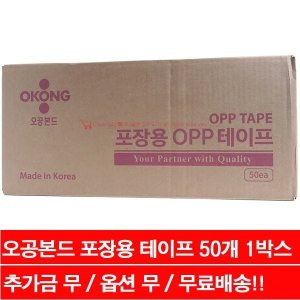 OKONG
오공본드
OPP TAPE
포장용 OPP 테이프
Your Partner with Quality
Made in Korea
50ea
오공본드 포장용 테이프 50개 1박스
추가금 무 / 옵션 무 / 무료배송!!